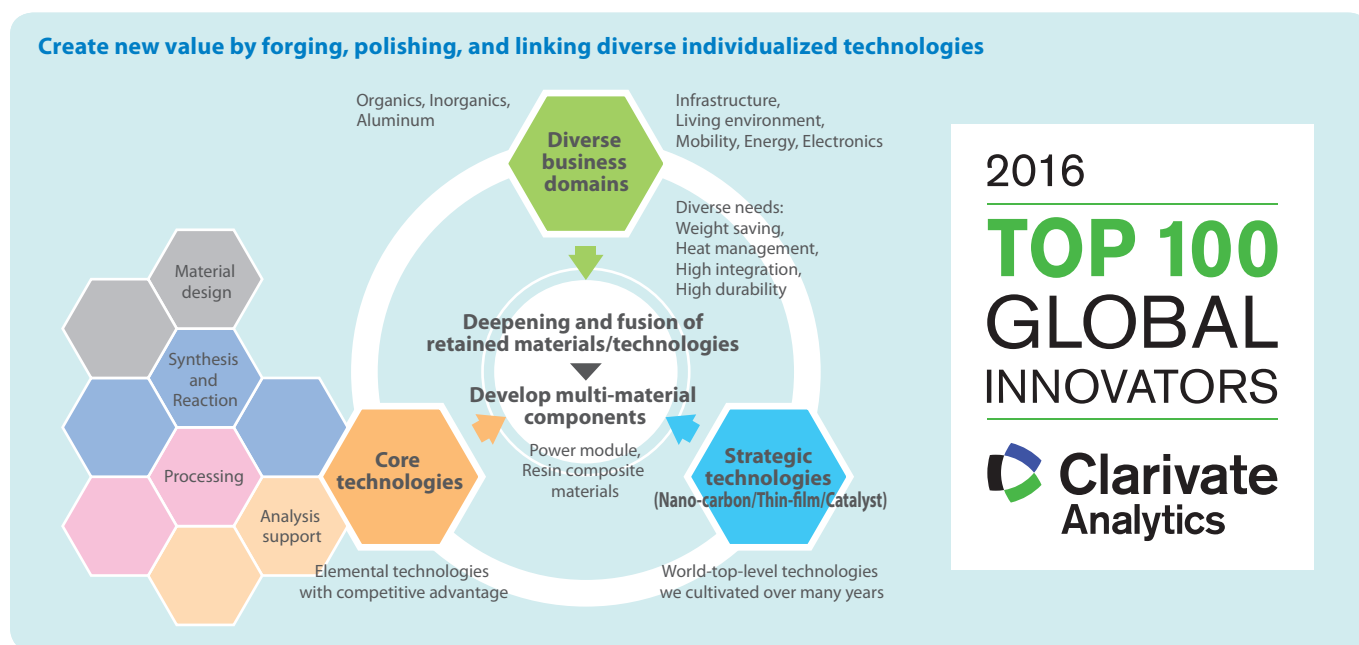 Create new value by forging, polishing, and linking diverse individualized technologies
Organics, Inorganics,
Aluminum
Diverse
business
domains
Infrastructure,
Living environment,
Mobility, Energy, Electronics
Diverse needs:
Weight saving,
Heat management,
High integration,
High durability
Material
design
Synthesis
and
Reaction
Processing
Analysis
support
Deepening and fusion of
retained materials/technologies
Develop multi-material
components
Power module,
Resin composite
materials
Core
technologies
Elemental technologies
with competitive advantage
Strategic
technologies
(Nano-carbon/Thin-film/Catalyst)
World-top-level technologies
we cultivated over many years
2016
TOP 100
GLOBAL
INNOVATORS
Clarivate
Analytics